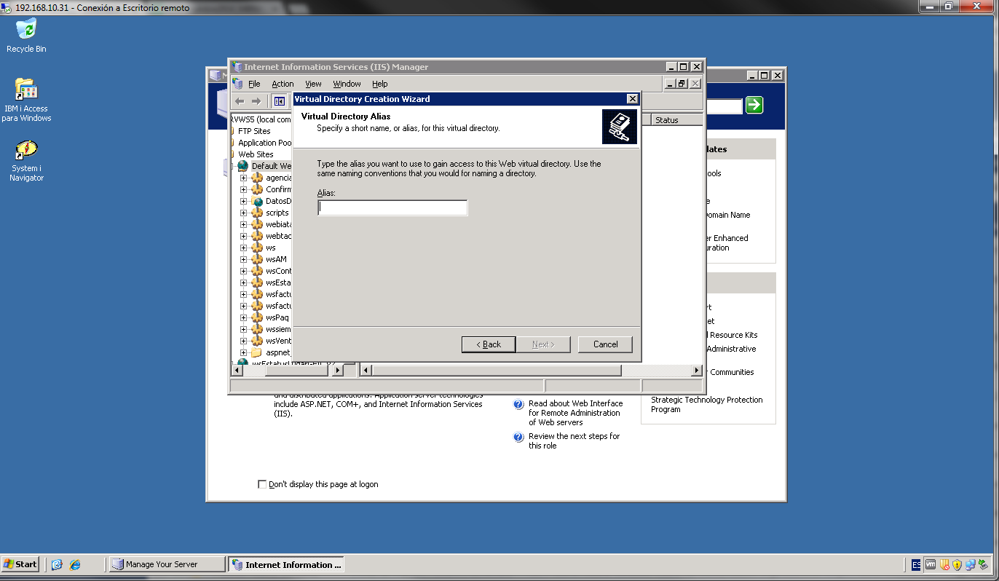 192.168.10.31 - Conexión a Escritorio remoto
Recycle Bin
IBM i Access
para Windows
System i
Navigator
Internet Information Services (IIS) Manager
File Action View Window Help
Virtual Directory Creation Wizard
Virtual Directory Alias
Specify a short name, or alias, for this virtual directory.
Type the alias you want to use to gain access to this Web virtual directory. Use the
same naming conventions that you would for naming a directory.
Alias:
< Back
Next >
Cancel
RVWS5 (local com
FTP Sites
Application Poo
Web Sites
Default We
agencia
Confirm
DatosD
scripts
webiata
webtac
ws
wsAM
wsCont
wsEsta
wsfactu
wsfactu
wsPaq
wssiem
wsVent
aspnet_
Status
lates
ools
e
Domain Name
er Enhanced
uration
rt
et
Resource Kits
Administrative
r Communities
Strategic Technology Protection
Program
and distributed applications. Application server technologies
include ASP.NET, COM+, and Internet Information Services
(IIS).
Read about Web Interface
for Remote Administration
of Web servers
Review the next steps for
this role
Don't display this page at logon
Start
Manage Your Server
Internet Information ...
ES
vm